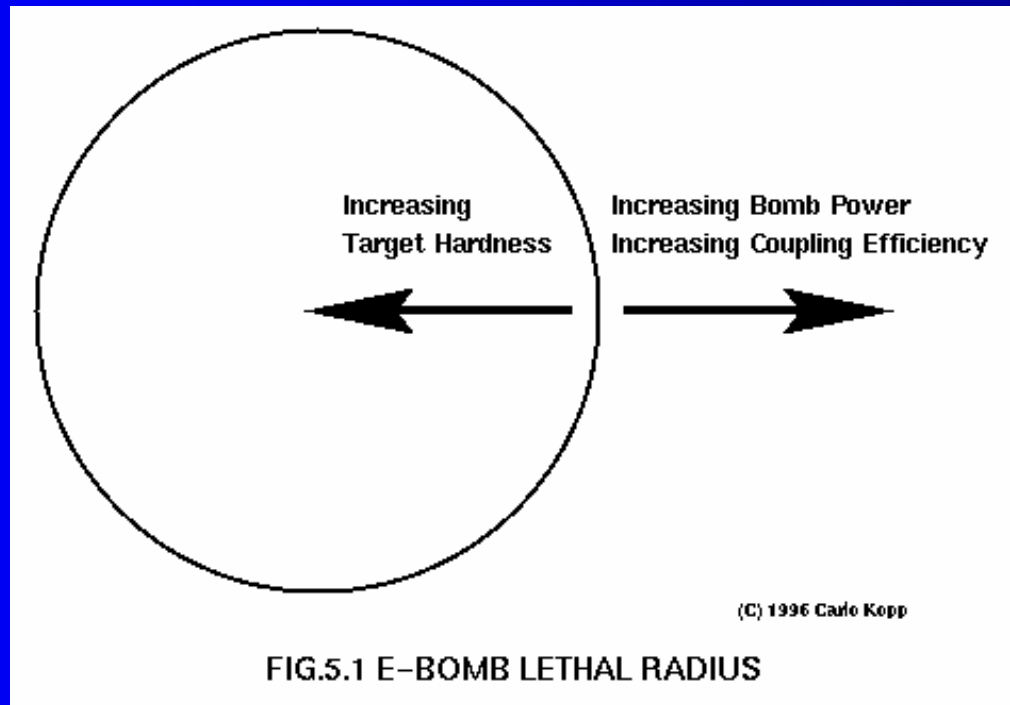 Increasing
Target Hardness
Increasing Bomb Power
Increasing Coupling Efficiency
(C) 1996 Carlo Kopp
FIG.5.1 E-BOMB LETHAL RADIUS